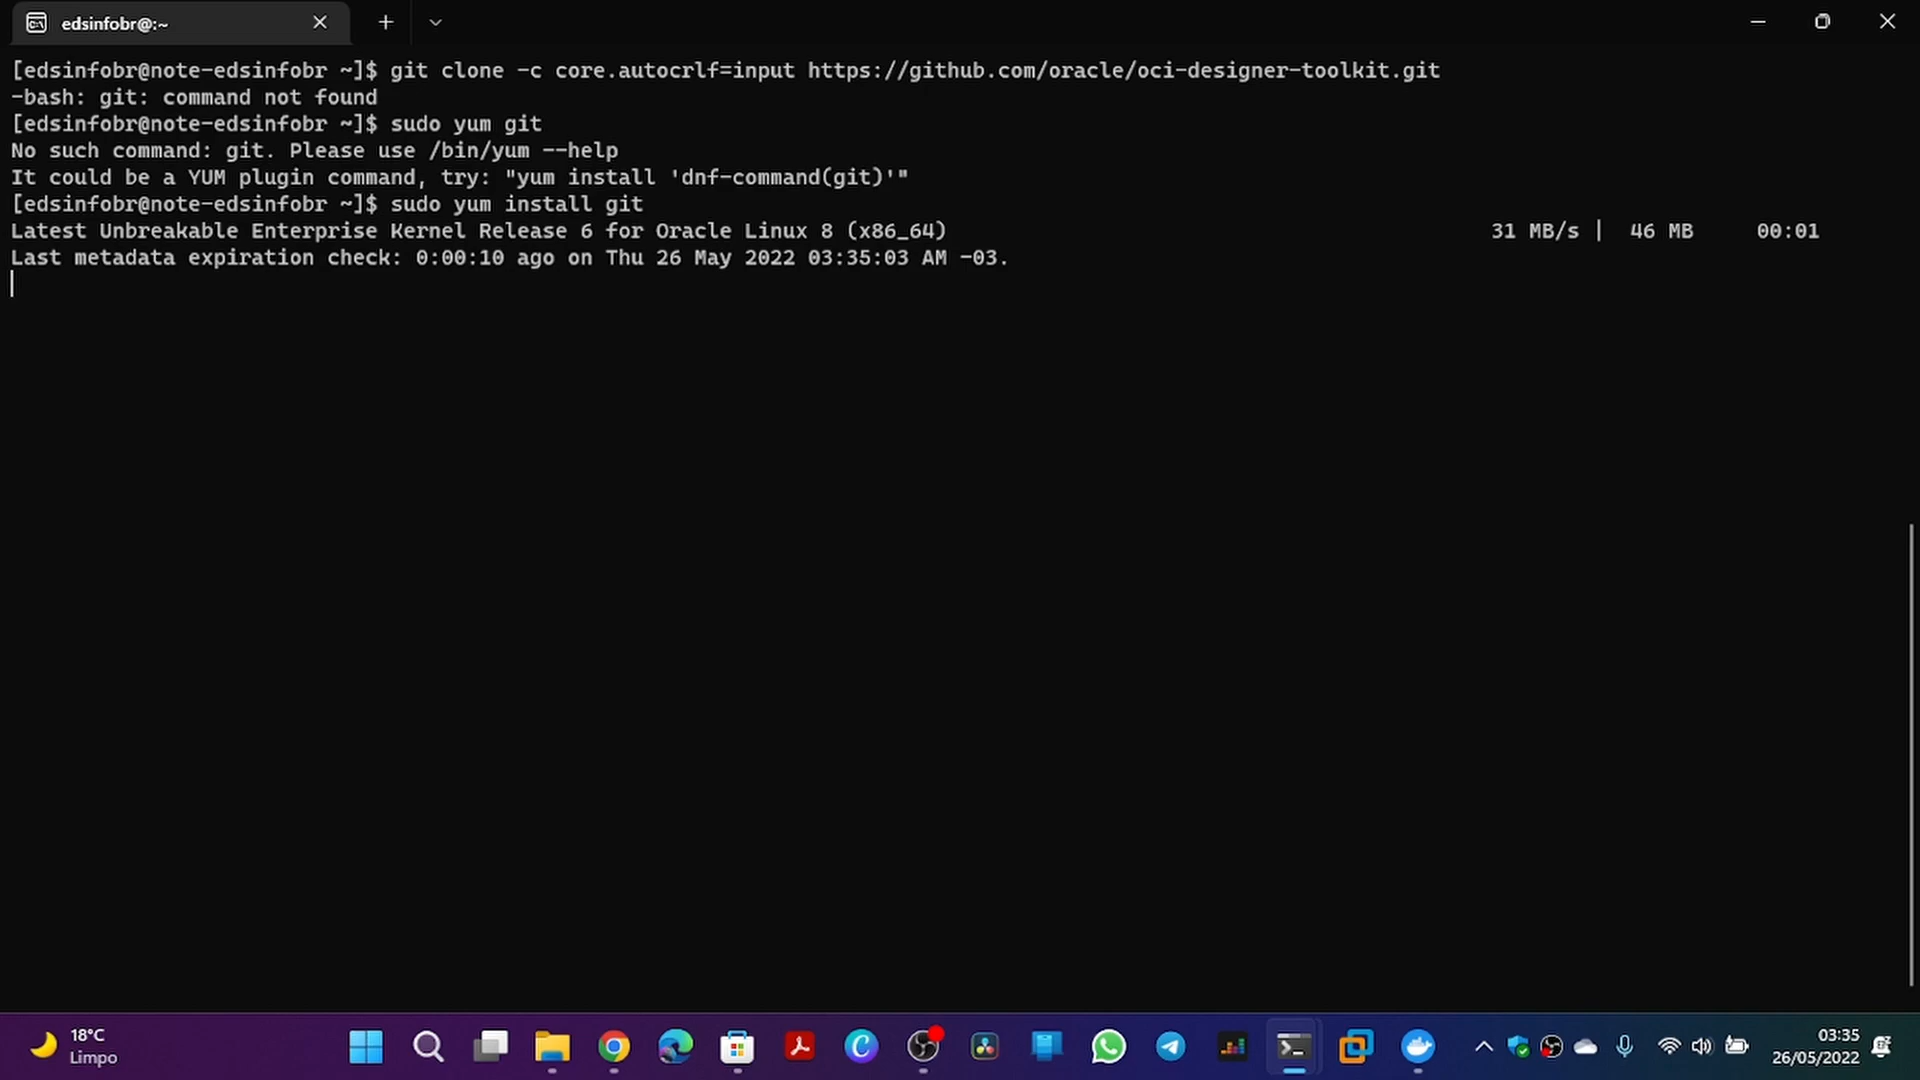 edsinfobr@:~
[edsinfobr@note-edsinfobr ~]$ git clone -c core.autocrlf=input https://github.com/oracle/oci-designer-toolkit.git
-bash: git: command not found
[edsinfobr@note-edsinfobr ~]$ sudo yum git
No such command: git. Please use /bin/yum --help
It could be a YUM plugin command, try: "yum install 'dnf-command(git)'"
[edsinfobr@note-edsinfobr ~]$ sudo yum install git
Latest Unbreakable Enterprise Kernel Release 6 for Oracle Linux 8 (x86_64) 31 MB/s | 46 MB 00:01
Last metadata expiration check: 0:00:10 ago on Thu 26 May 2022 03:35:03 AM -03.
18°C
Limpo
03:35
26/05/2022